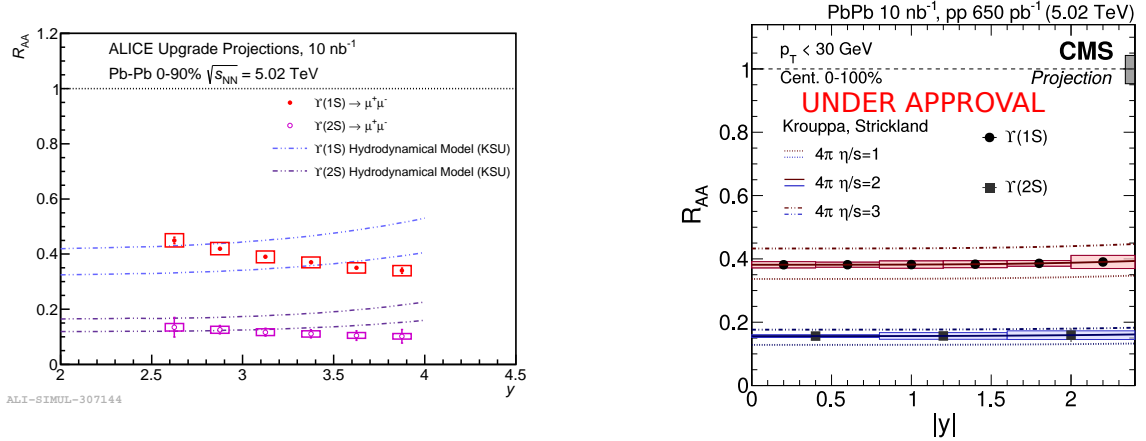 R_AA
1.2
1
0.8
0.6
0.4
0.2
0
ALICE Upgrade Projections, 10 nb⁻¹
Pb-Pb 0-90% √s_NN = 5.02 TeV
ϒ(1S) → μ⁺μ⁻
ϒ(2S) → μ⁺μ⁻
ϒ(1S) Hydrodynamical Model (KSU)
ϒ(2S) Hydrodynamical Model (KSU)
2 2.5 3 3.5 4 4.5
y
ALI-SIMUL-307144
PbPb 10 nb⁻¹, pp 650 pb⁻¹ (5.02 TeV)
p_T < 30 GeV
CMS
Cent. 0-100%
Projection
UNDER APPROVAL
Krouppa, Strickland
4π η/s=1
4π η/s=2
4π η/s=3
ϒ(1S)
ϒ(2S)
R_AA
1
0.8
0.6
0.4
0.2
0
0 0.5 1 1.5 2
|y|